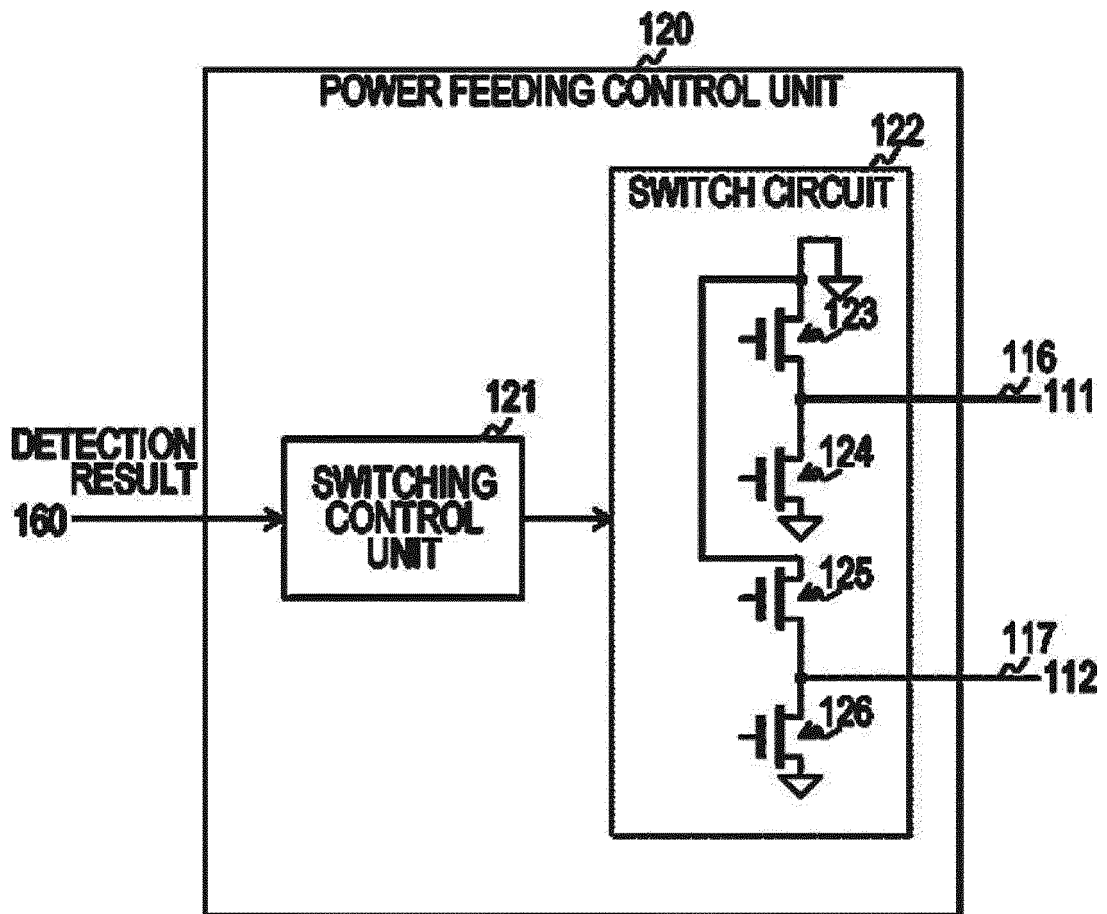 120
POWER FEEDING CONTROL UNIT
122
SWITCH CIRCUIT
123
116
111
121
124
DETECTION
RESULT
160
SWITCHING
CONTROL
UNIT
125
117
112
126